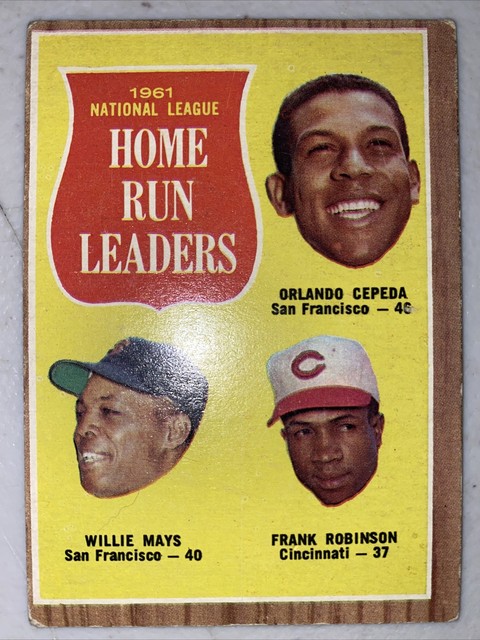 1961
NATIONAL LEAGUE
HOME
RUN
LEADERS
ORLANDO CEPEDA
San Francisco — 46
WILLIE MAYS
San Francisco — 40
FRANK ROBINSON
Cincinnati — 37
C